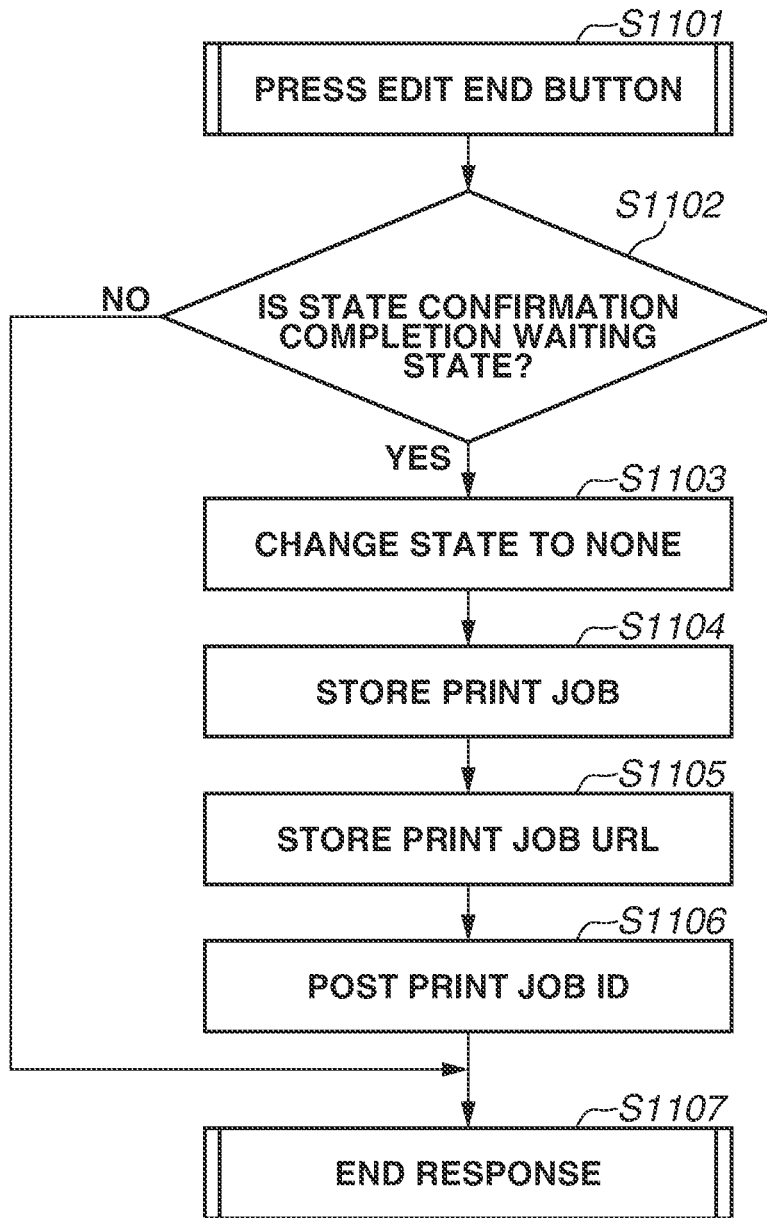 S1101
PRESS EDIT END BUTTON
S1102
NO
IS STATE CONFIRMATION
COMPLETION WAITING
STATE?
YES
S1103
CHANGE STATE TO NONE
S1104
STORE PRINT JOB
S1105
STORE PRINT JOB URL
S1106
POST PRINT JOB ID
S1107
END RESPONSE